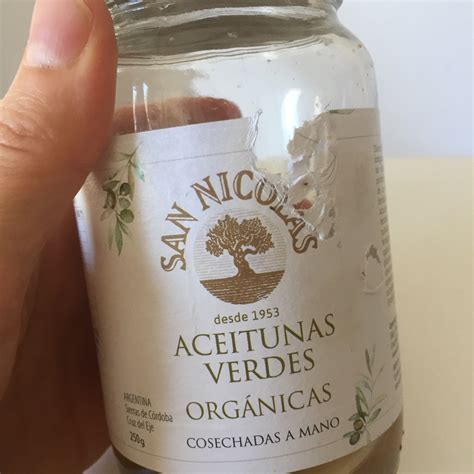 SAN NICOLAS
desde 1953
ACEITUNAS
VERDES
ORGÁNICAS
COSECHADAS A MANO
ARGENTINA
Sierras de Córdoba
Cruz del Eje
250g